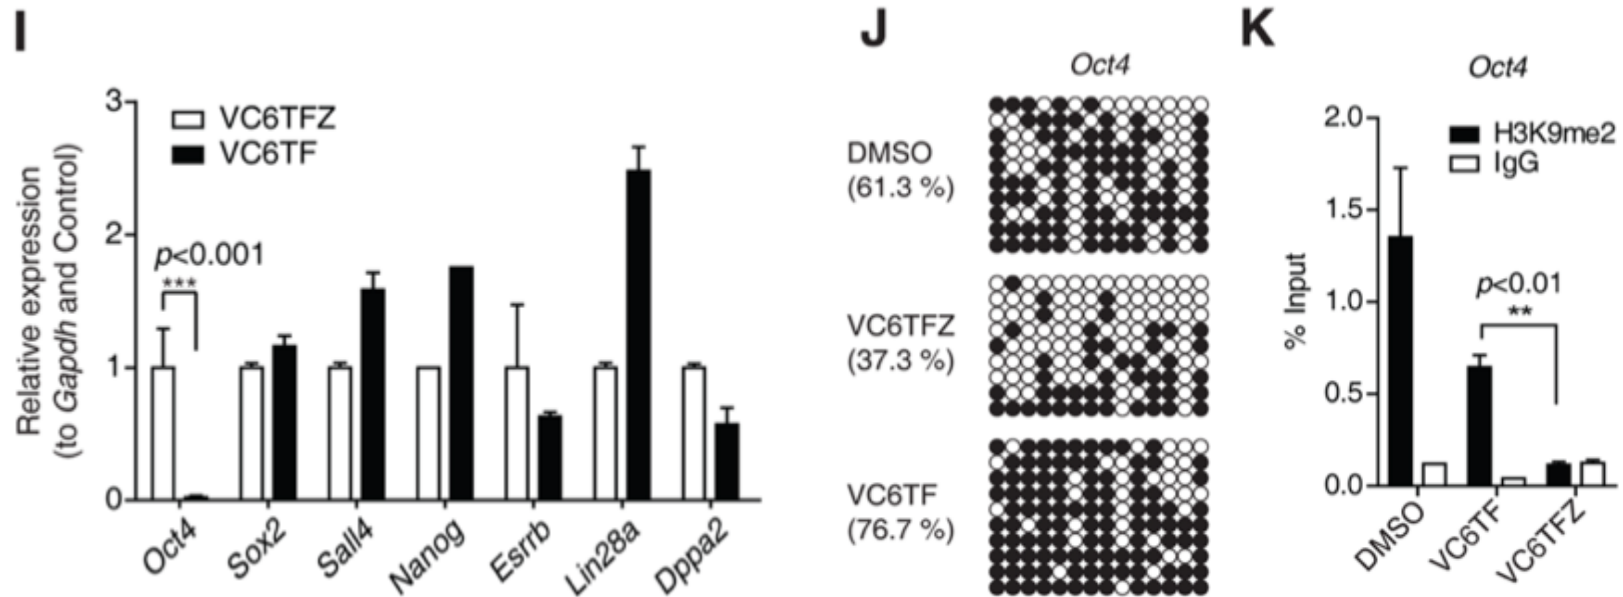 I
3
2
1
0
Relative expression
(to Gapdh and Control)
VC6TFZ
VC6TF
p<0.001
***
Oct4
Sox2
Sall4
Nanog
Esrrb
Lin28a
Dppa2
J
Oct4
DMSO
(61.3 %)
VC6TFZ
(37.3 %)
VC6TF
(76.7 %)
K
Oct4
2.0
1.5
1.0
0.5
0.0
% Input
H3K9me2
IgG
p<0.01
**
DMSO
VC6TF
VC6TFZ